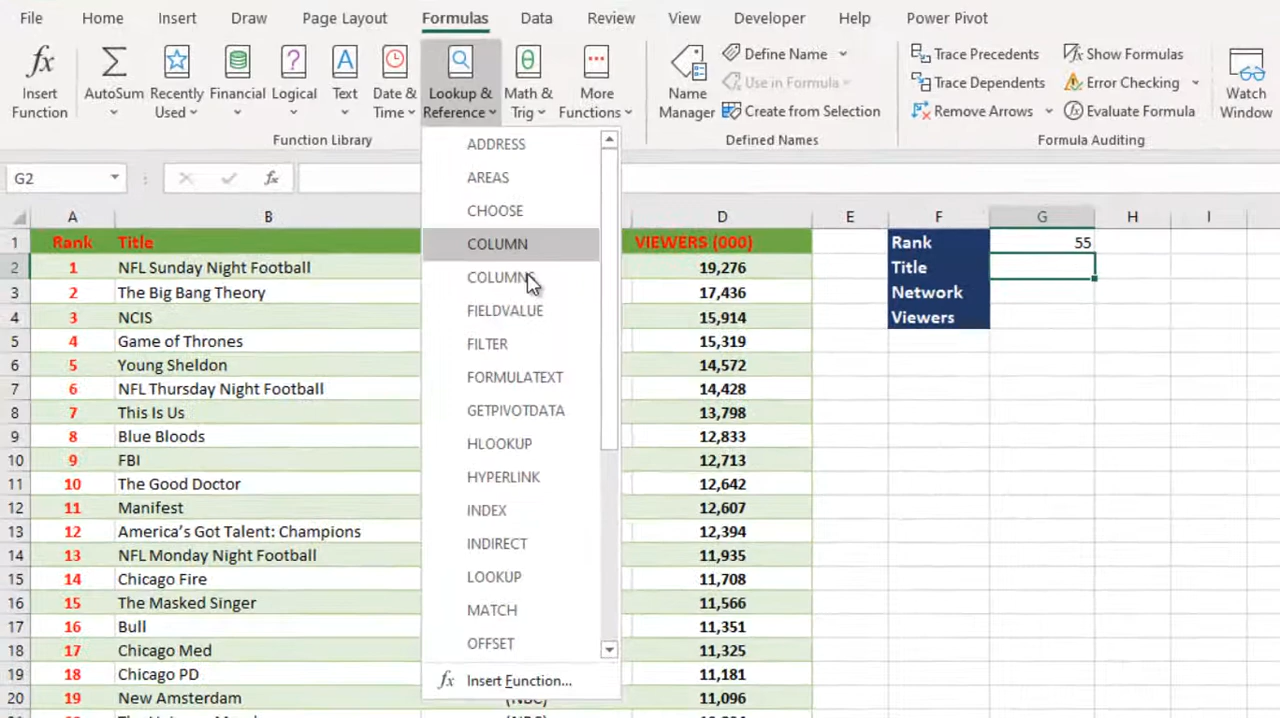 File Home Insert Draw Page Layout Formulas Data Review View Developer Help Power Pivot
fx Insert Function
AutoSum
Recently Used
Financial
Logical
Text
Date & Time
Lookup & Reference
Math & Trig
More Functions
Function Library
Name Manager
Define Name
Use in Formula
Create from Selection
Defined Names
Trace Precedents
Trace Dependents
Remove Arrows
Show Formulas
Error Checking
Evaluate Formula
Formula Auditing
Watch Window
G2 fx
ADDRESS
AREAS
CHOOSE
COLUMN
COLUMNS
FIELDVALUE
FILTER
FORMULATEXT
GETPIVOTDATA
HLOOKUP
HYPERLINK
INDEX
INDIRECT
LOOKUP
MATCH
OFFSET
fx Insert Function...
A B D E F G H I
1 Rank Title VIEWERS (000) Rank 55
2 1 NFL Sunday Night Football 19,276 Title
3 2 The Big Bang Theory 17,436 Network
4 3 NCIS 15,914 Viewers
5 4 Game of Thrones 15,319
6 5 Young Sheldon 14,572
7 6 NFL Thursday Night Football 14,428
8 7 This Is Us 13,798
9 8 Blue Bloods 12,833
10 9 FBI 12,713
11 10 The Good Doctor 12,642
12 11 Manifest 12,607
13 12 America’s Got Talent: Champions 12,394
14 13 NFL Monday Night Football 11,935
15 14 Chicago Fire 11,708
16 15 The Masked Singer 11,566
17 16 Bull 11,351
18 17 Chicago Med 11,325
19 18 Chicago PD 11,181
20 19 New Amsterdam (NBC) 11,096